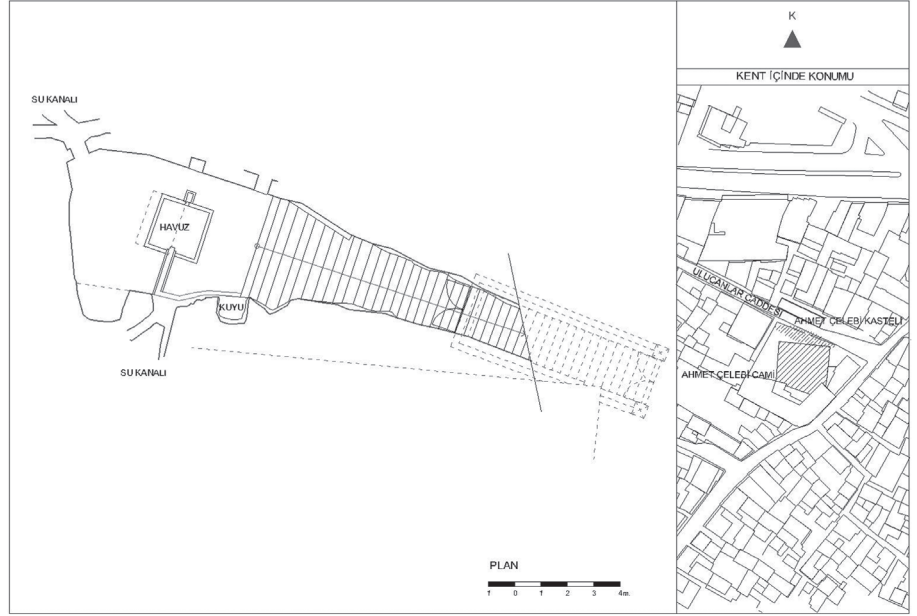 SU KANALI
HAVUZ
KUYU
SU KANALI
PLAN
1 0 1 2 3 4m.
K
KENT İÇİNDE KONUMU
ULUCANLAR CADDESİ
AHMET ÇELEBİ KASTELİ
AHMET ÇELEBİ CAMİ